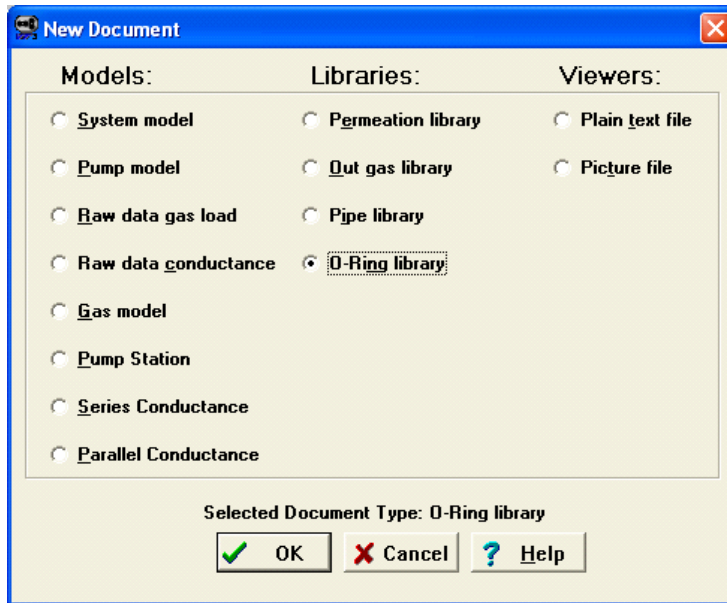 New Document
Models: Libraries: Viewers:
System model Permeation library Plain text file
Pump model Out gas library Picture file
Raw data gas load Pipe library
Raw data conductance O-Ring library
Gas model
Pump Station
Series Conductance
Parallel Conductance
Selected Document Type: O-Ring library
OK Cancel Help